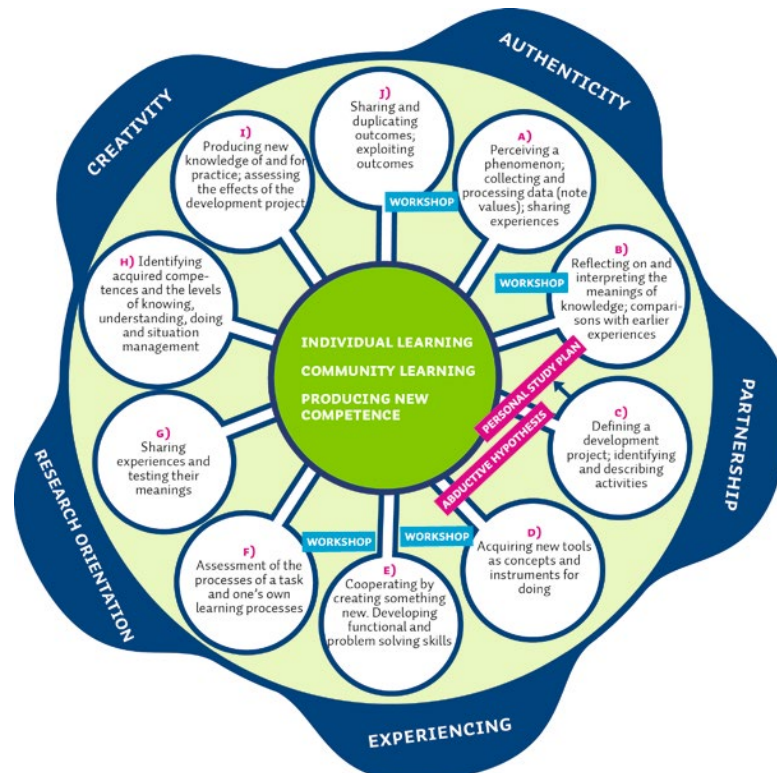 AUTHENTICITY
PARTNERSHIP
EXPERIENCING
RESEARCH ORIENTATION
CREATIVITY
J)
Sharing and
duplicating
outcomes;
exploiting
outcomes
WORKSHOP
A)
Perceiving a
phenomenon;
collecting and
processing data (note
values); sharing
experiences
WORKSHOP
B)
Reflecting on and
interpreting the
meanings of
knowledge; compari-
sons with earlier
experiences
PERSONAL STUDY PLAN
C)
Defining a
development
project; identifying
and describing
activities
ABDUCTIVE HYPOTHESIS
D)
Acquiring new tools
as concepts and
instruments for
doing
WORKSHOP
E)
Cooperating by
creating something
new. Developing
functional and
problem solving skills
WORKSHOP
F)
Assessment of the
processes of a task
and one's own
learning processes
G)
Sharing
experiences and
testing their
meanings
H) Identifying
acquired compe-
tences and the levels
of knowing,
understanding, doing
and situation
management
I)
Producing new
knowledge of and for
practice; assessing
the effects of the
development project
INDIVIDUAL LEARNING
COMMUNITY LEARNING
PRODUCING NEW
COMPETENCE